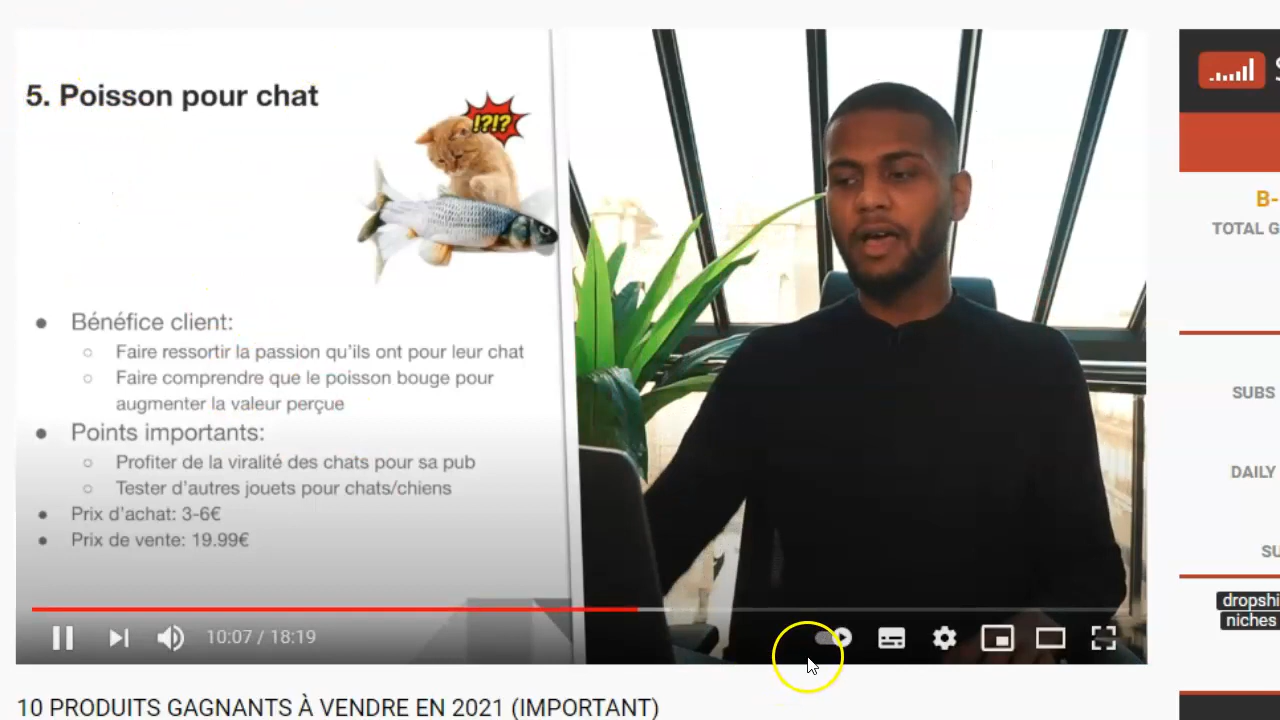 5. Poisson pour chat
!?!?
Bénéfice client:
Faire ressortir la passion qu'ils ont pour leur chat
Faire comprendre que le poisson bouge pour
augmenter la valeur perçue
Points importants:
Profiter de la viralité des chats pour sa pub
Tester d'autres jouets pour chats/chiens
Prix d'achat: 3-6€
Prix de vente: 19.99€
10:07 / 18:19
10 PRODUITS GAGNANTS À VENDRE EN 2021 (IMPORTANT)
S
B-
TOTAL G
SUBS
DAILY
SU
dropshi
niches